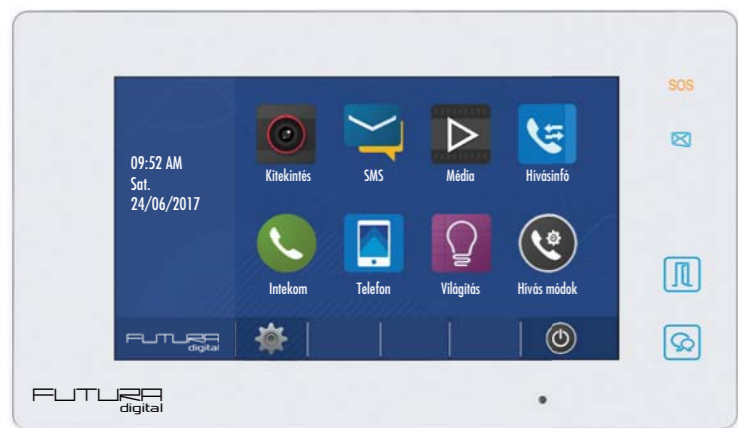 SOS
09:52 AM
Sat.
24/06/2017
Kitekintés
SMS
Média
Hívásinfó
Intekom
Telefon
Világítás
Hívás módok
FUTURA
digital
FUTURA
digital